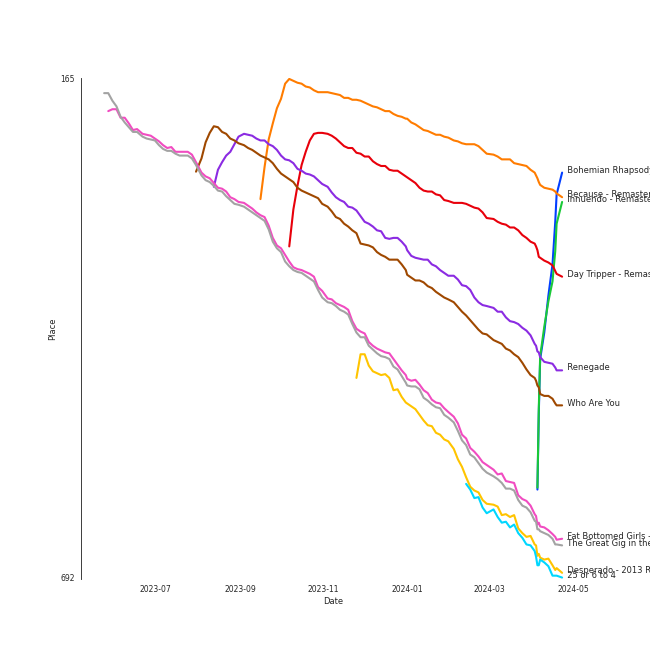 165
Bohemian Rhapsody
Because - Remaster
Innuendo - Remaste
Day Tripper - Remas
Place
Renegade
Who Are You
Fat Bottomed Girls -
The Great Gig in the
Desperado - 2013 R
25 or 6 to 4
692
2023-07
2023-09
2023-11
2024-01
2024-03
2024-05
Date